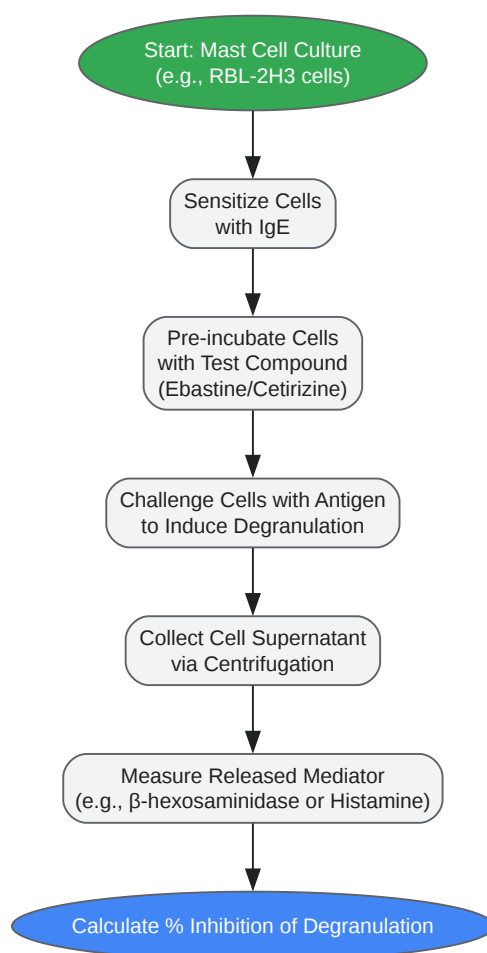 Start: Mast Cell Culture
(e.g., RBL-2H3 cells)
Sensitize Cells
with IgE
Pre-incubate Cells
with Test Compound
(Ebastine/Cetirizine)
Challenge Cells with Antigen
to Induce Degranulation
Collect Cell Supernatant
via Centrifugation
Measure Released Mediator
(e.g., β-hexosaminidase or Histamine)
Calculate % Inhibition of Degranulation